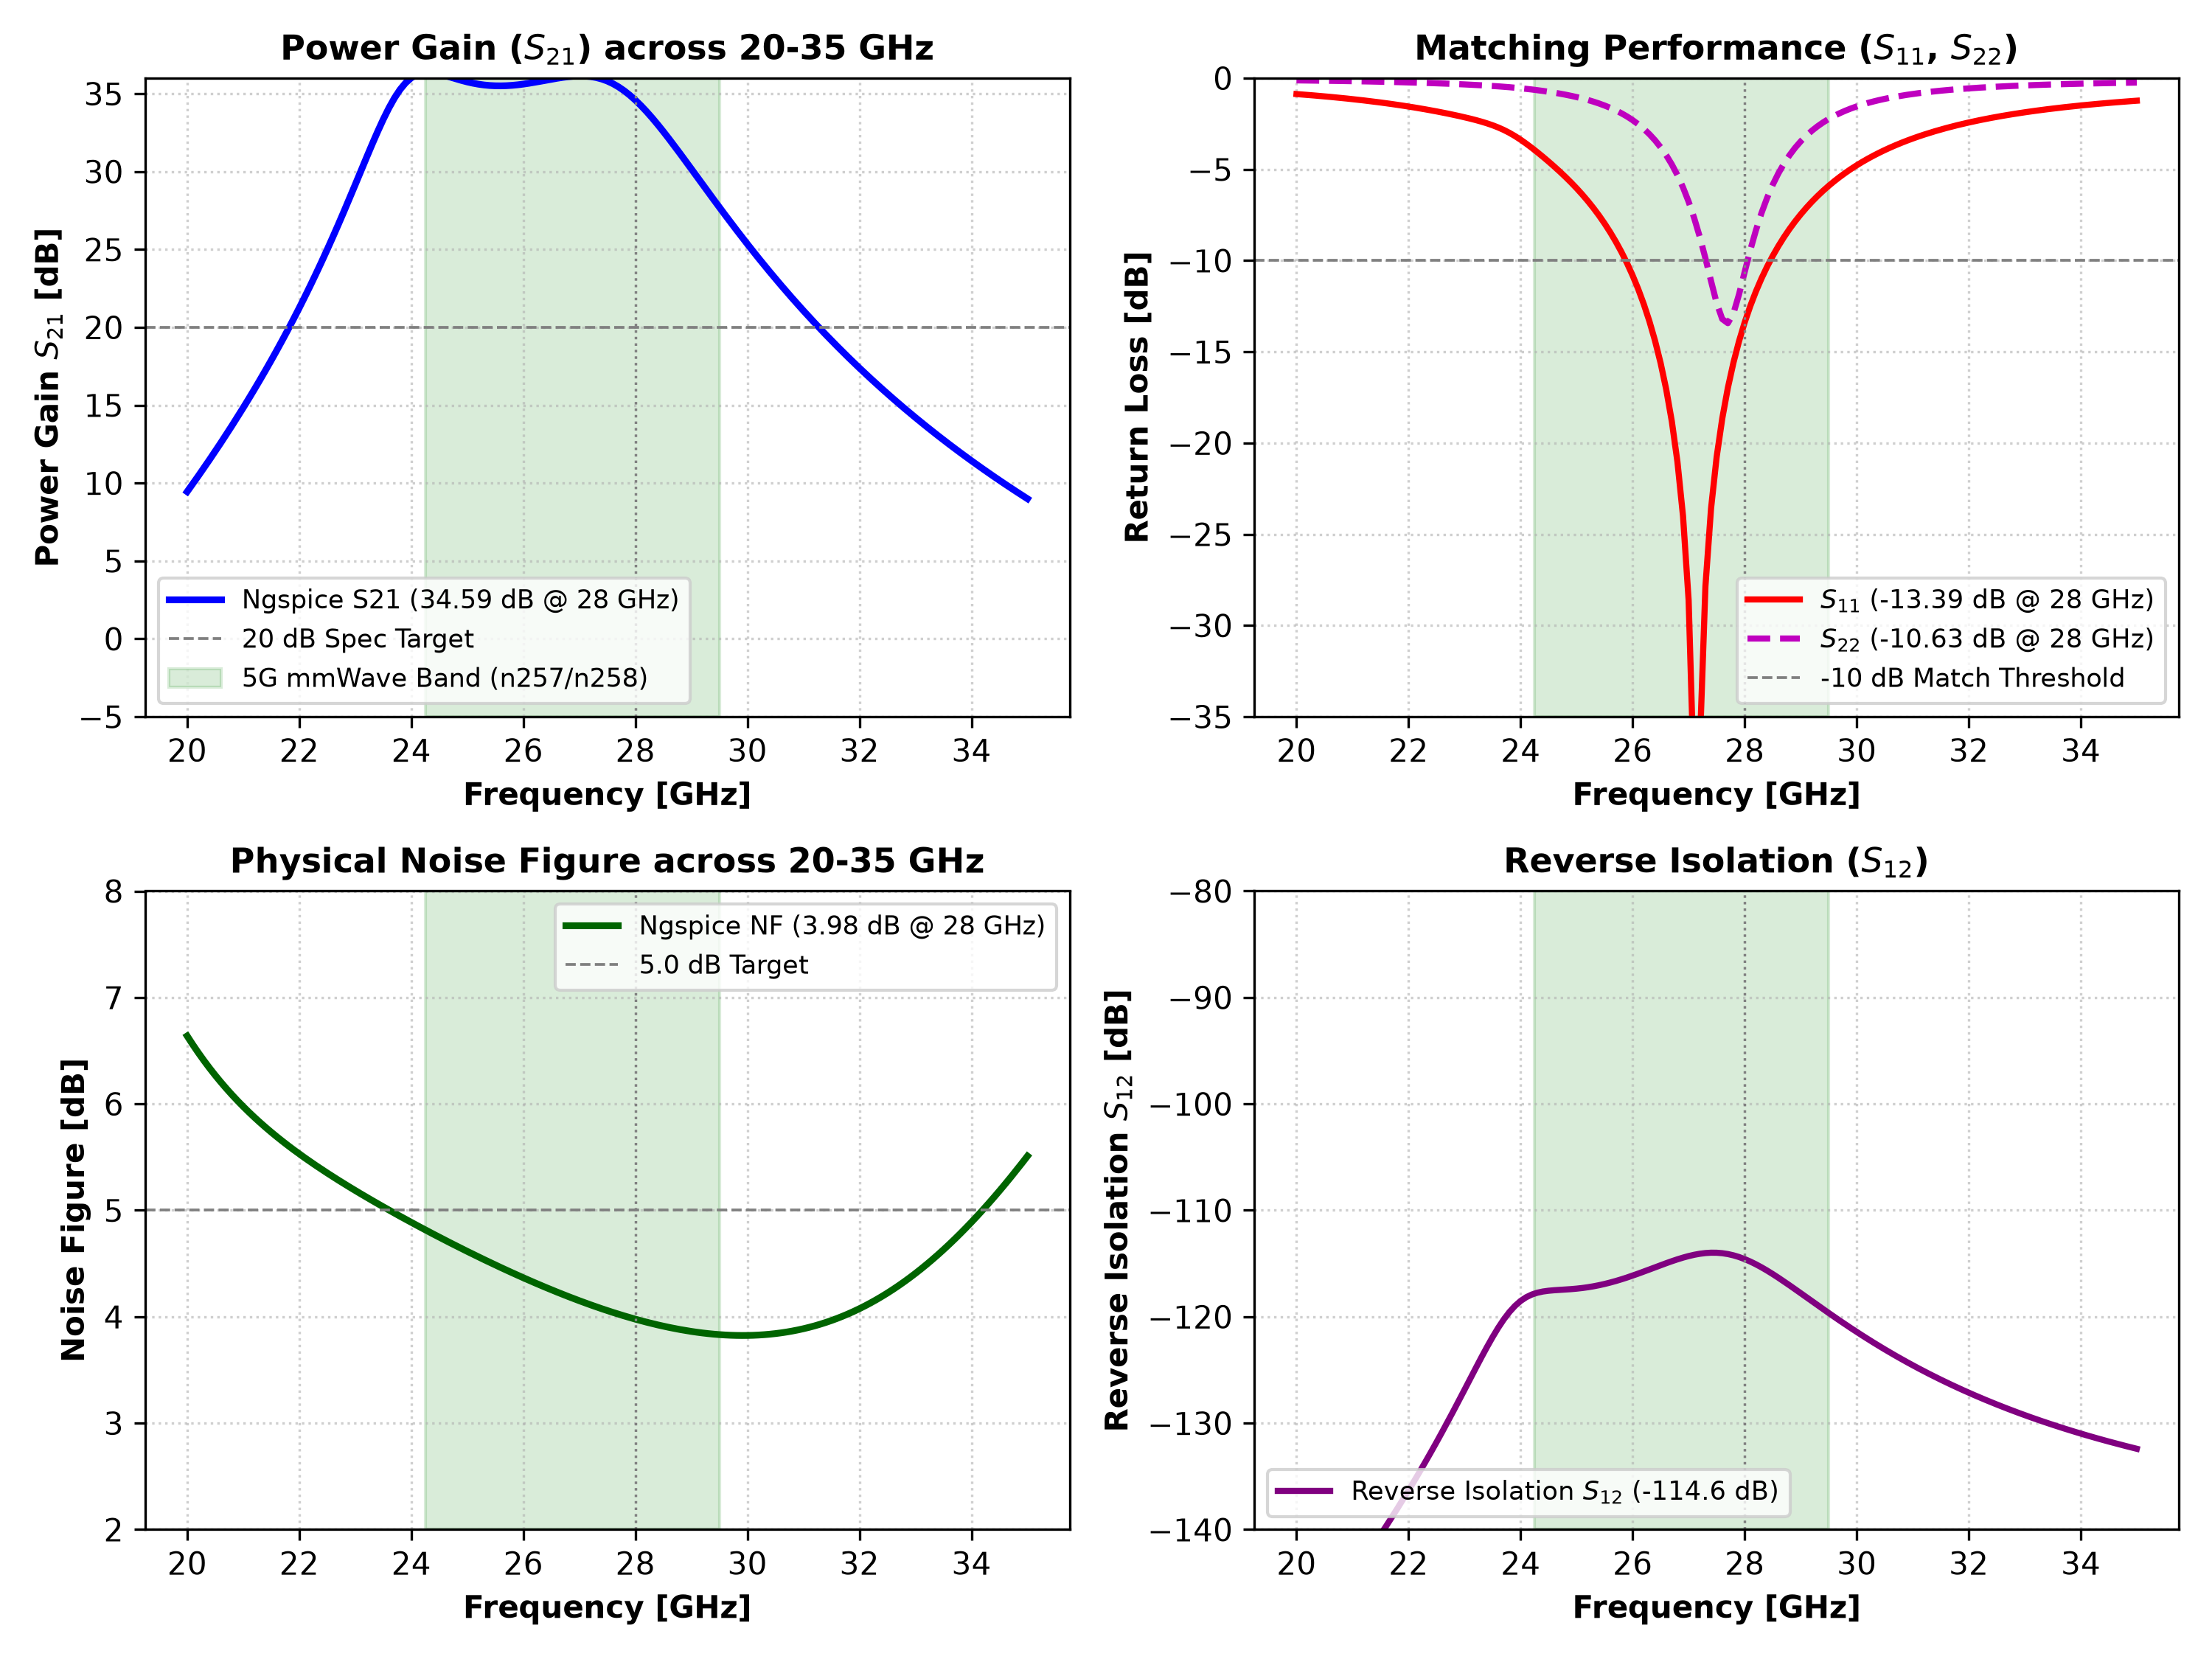 Power Gain (S21) across 20-35 GHz
Power Gain S21 [dB]
35
30
25
20
15
10
5
0
−5
Ngspice S21 (34.59 dB @ 28 GHz)
20 dB Spec Target
5G mmWave Band (n257/n258)
20 22 24 26 28 30 32 34
Frequency [GHz]
Matching Performance (S11, S22)
Return Loss [dB]
0
−5
−10
−15
−20
−25
−30
−35
S11 (-13.39 dB @ 28 GHz)
S22 (-10.63 dB @ 28 GHz)
-10 dB Match Threshold
20 22 24 26 28 30 32 34
Frequency [GHz]
Physical Noise Figure across 20-35 GHz
Noise Figure [dB]
8
7
6
5
4
3
2
Ngspice NF (3.98 dB @ 28 GHz)
5.0 dB Target
20 22 24 26 28 30 32 34
Frequency [GHz]
Reverse Isolation (S12)
Reverse Isolation S12 [dB]
−80
−90
−100
−110
−120
−130
−140
Reverse Isolation S12 (-114.6 dB)
20 22 24 26 28 30 32 34
Frequency [GHz]